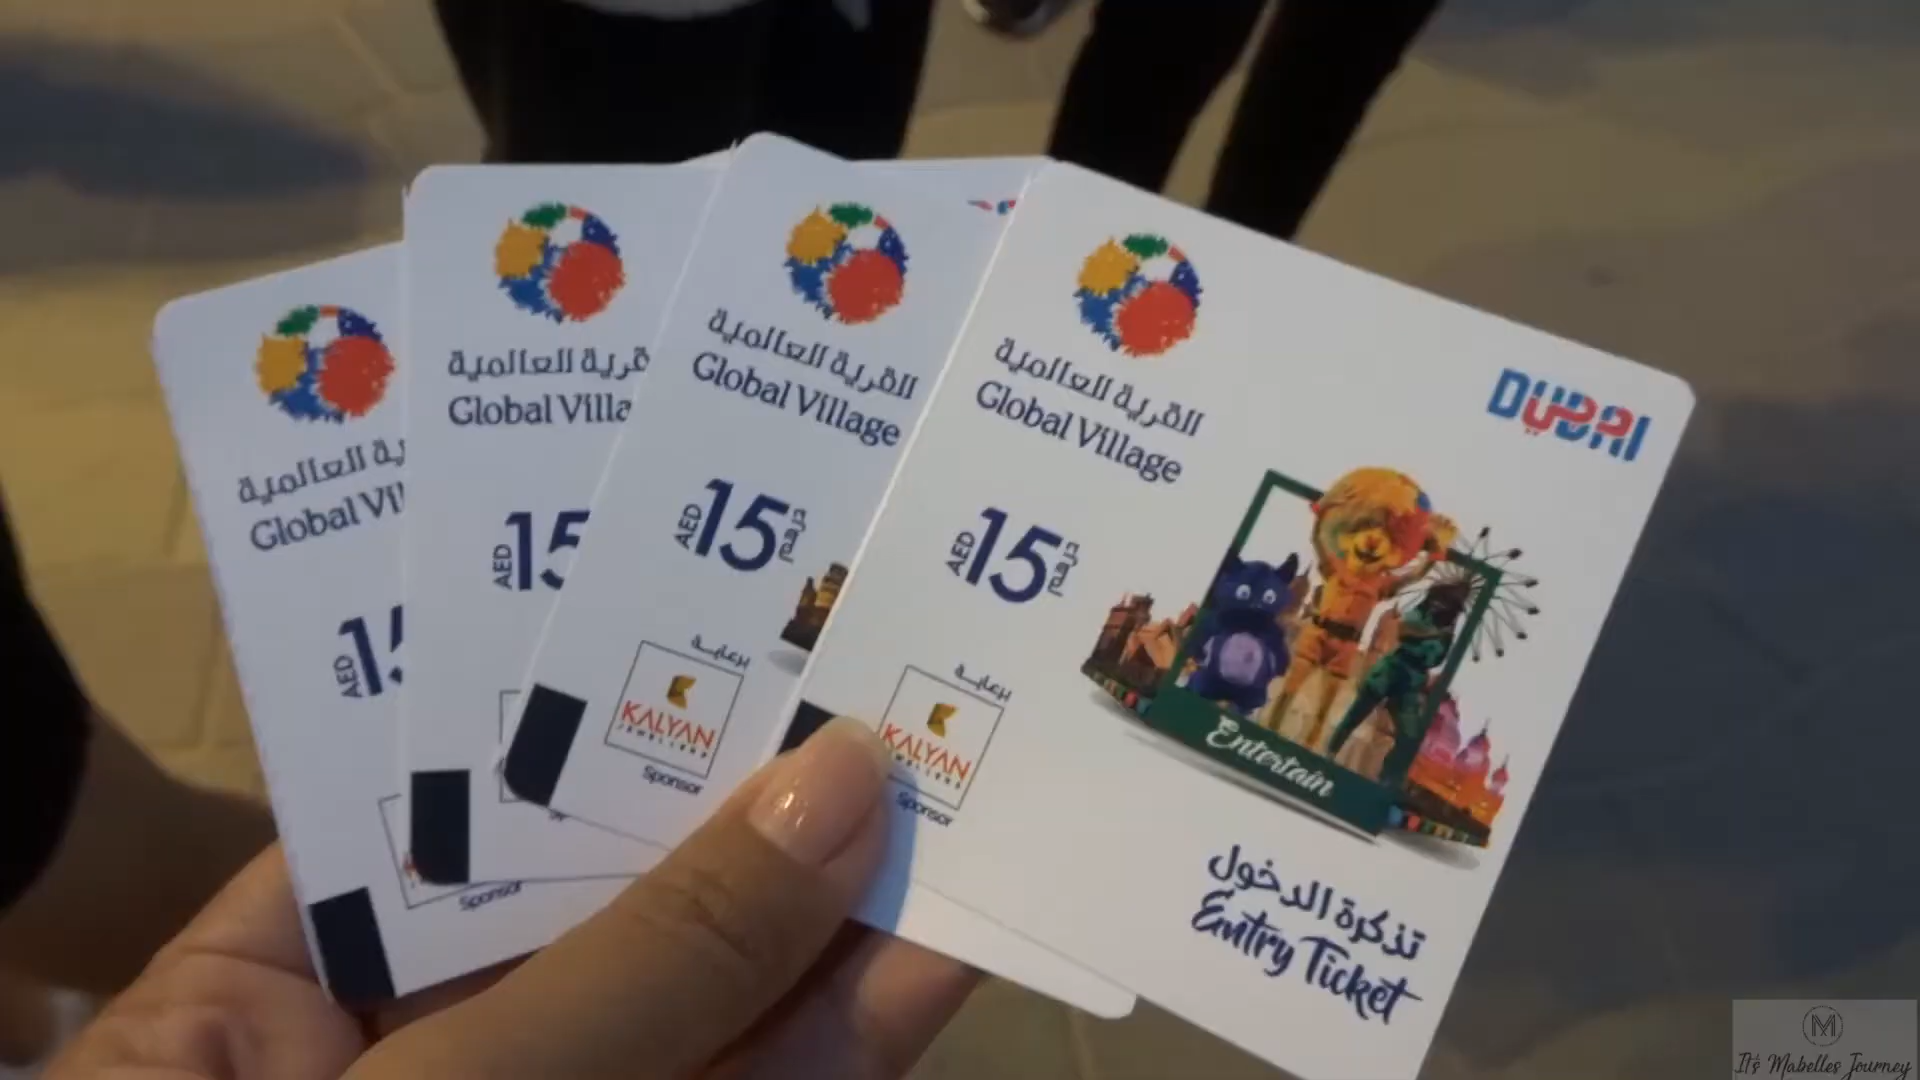 القرية العالمية
Global Vil
AED 15
Sponsor
القرية العالمية
Global Villa
AED 15
القرية العالمية
Global Village
AED 15 درهم
برعاية
KALYAN
JEWELLERS
Sponsor
القرية العالمية
Global Village
AED 15 درهم
برعاية
KALYAN
JEWELLERS
Sponsor
DUBAI
Entertain
تذكرة الدخول
Entry Ticket
M
It's Mabelles Journey